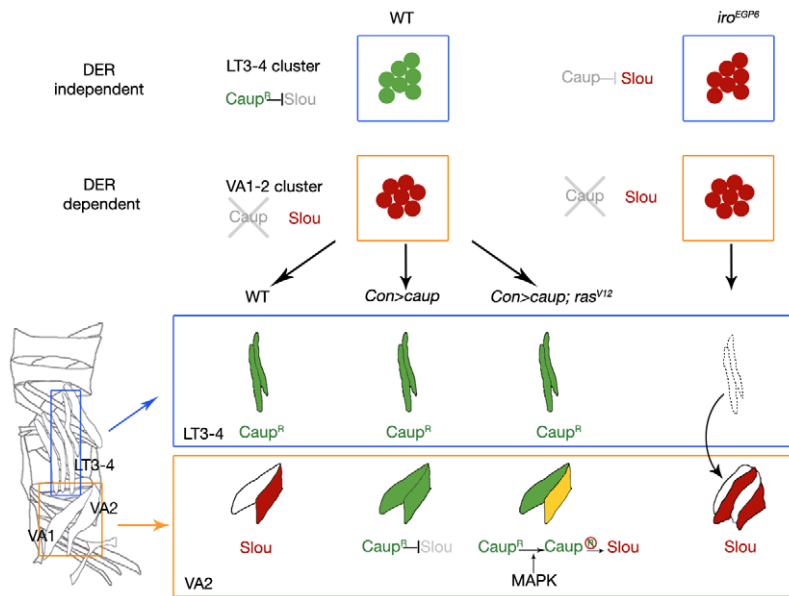 WT
iro^EGP6
DER
independent
LT3-4 cluster
Caup^R Slou
Caup Slou
DER
dependent
VA1-2 cluster
Caup Slou
Caup Slou
WT
Con>caup
Con>caup; ras^V12
LT3-4
VA2
VA1
Caup^R
Caup^R
Caup^R
LT3-4
Slou
Caup^R Slou
Caup^R Caup^R Slou
MAPK
Slou
VA2